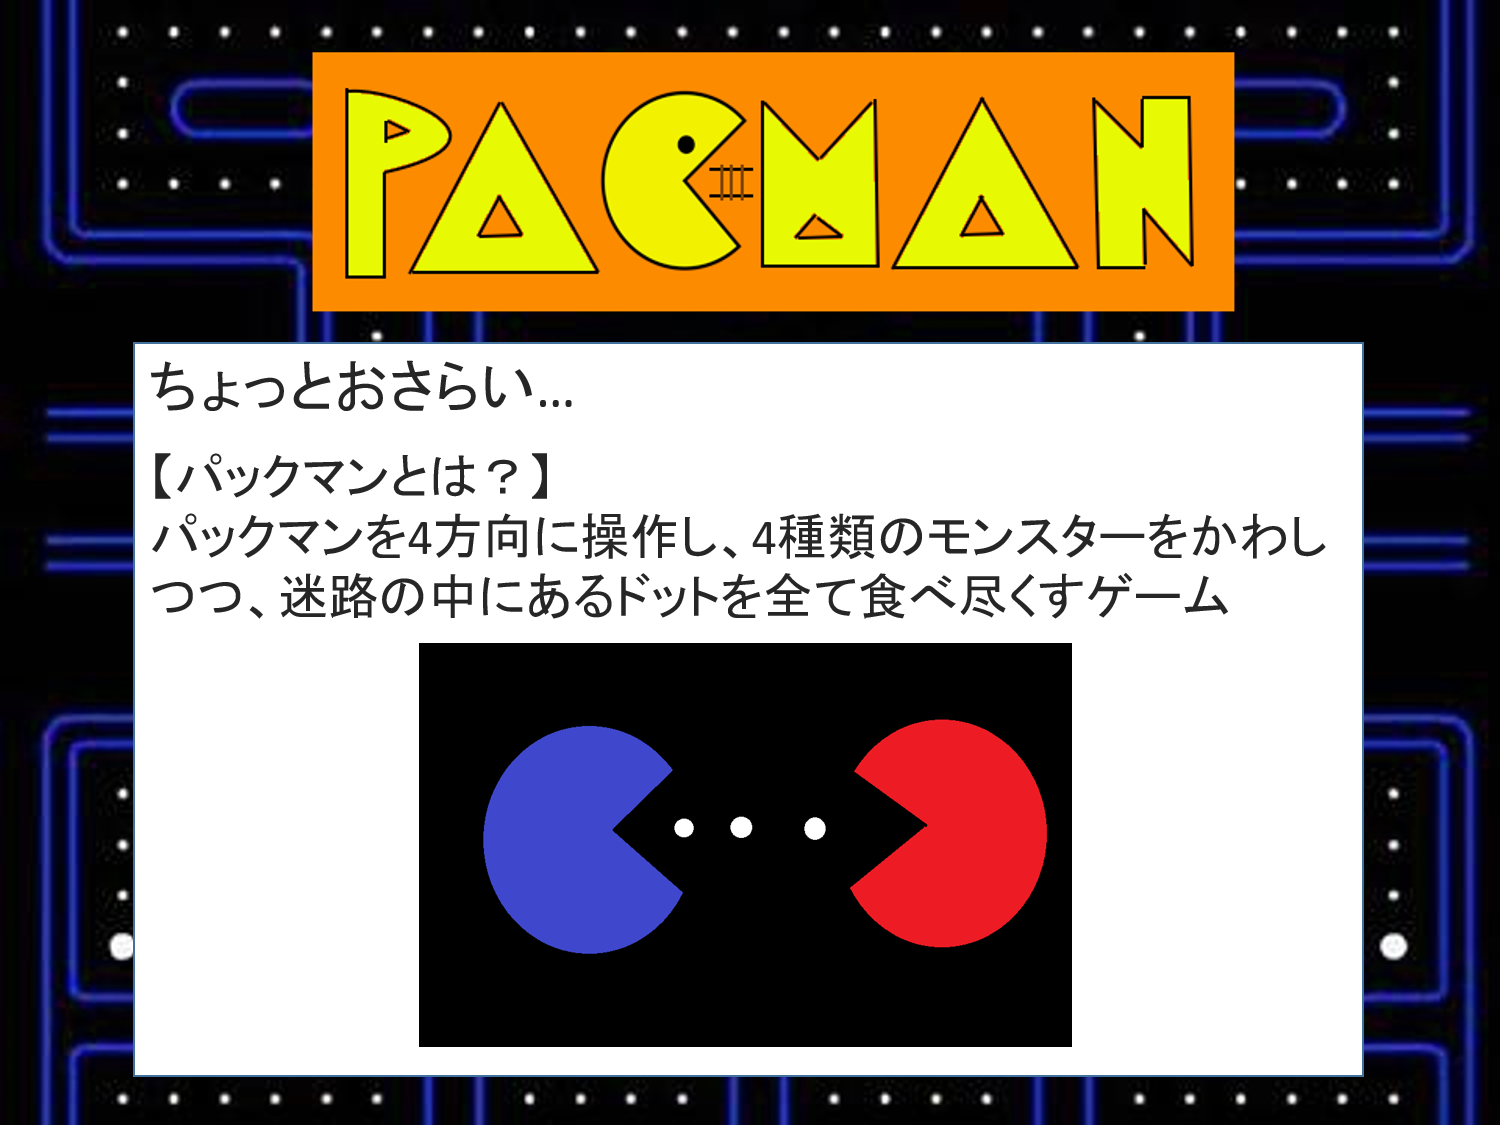 PACMAN
ちょっとおさらい…
【パックマンとは？】
パックマンを4方向に操作し、4種類のモンスターをかわし
つつ、迷路の中にあるドットを全て食べ尽くすゲーム